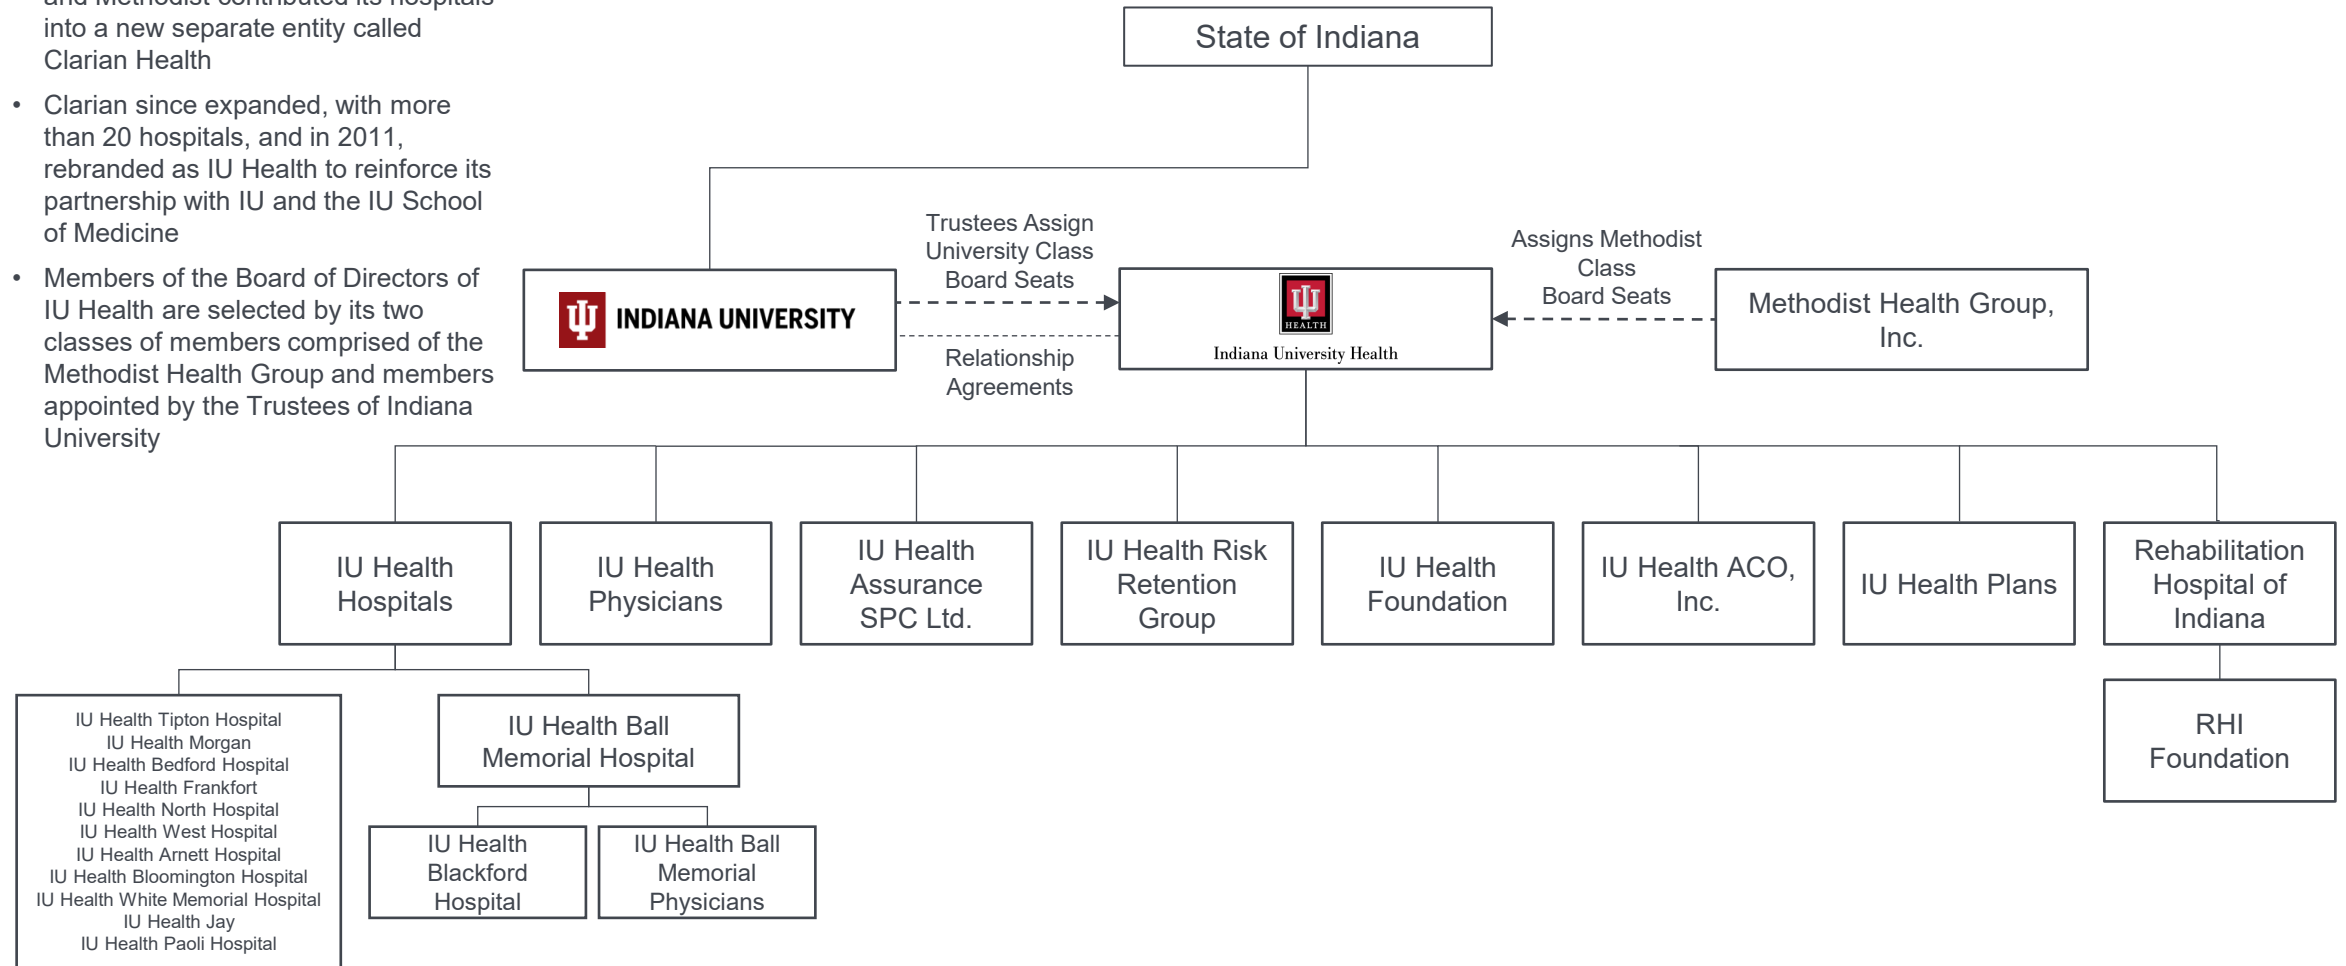 and Methodist contributed its hospitals
into a new separate entity called
Clarian Health
• Clarian since expanded, with more
than 20 hospitals, and in 2011,
rebranded as IU Health to reinforce its
partnership with IU and the IU School
of Medicine
• Members of the Board of Directors of
IU Health are selected by its two
classes of members comprised of the
Methodist Health Group and members
appointed by the Trustees of Indiana
University
State of Indiana
INDIANA UNIVERSITY
Trustees Assign
University Class
Board Seats
Relationship
Agreements
HEALTH
Indiana University Health
Assigns Methodist
Class
Board Seats
Methodist Health Group,
Inc.
IU Health
Hospitals
IU Health
Physicians
IU Health
Assurance
SPC Ltd.
IU Health Risk
Retention
Group
IU Health
Foundation
IU Health ACO,
Inc.
IU Health Plans
Rehabilitation
Hospital of
Indiana
IU Health Tipton Hospital
IU Health Morgan
IU Health Bedford Hospital
IU Health Frankfort
IU Health North Hospital
IU Health West Hospital
IU Health Arnett Hospital
IU Health Bloomington Hospital
IU Health White Memorial Hospital
IU Health Jay
IU Health Paoli Hospital
IU Health Ball
Memorial Hospital
IU Health
Blackford
Hospital
IU Health Ball
Memorial
Physicians
RHI
Foundation